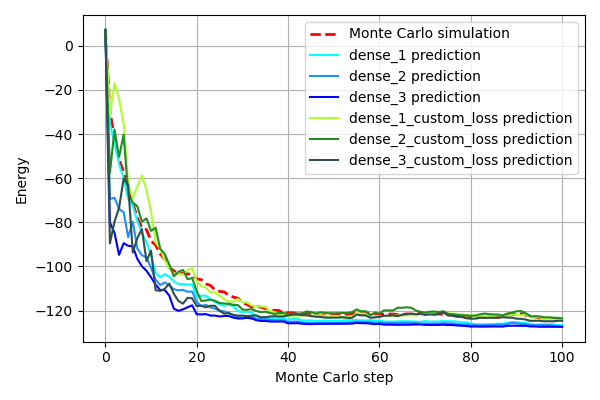 Monte Carlo simulation
dense_1 prediction
dense_2 prediction
dense_3 prediction
dense_1_custom_loss prediction
dense_2_custom_loss prediction
dense_3_custom_loss prediction
Energy
0
−20
−40
−60
−80
−100
−120
0 20 40 60 80 100
Monte Carlo step